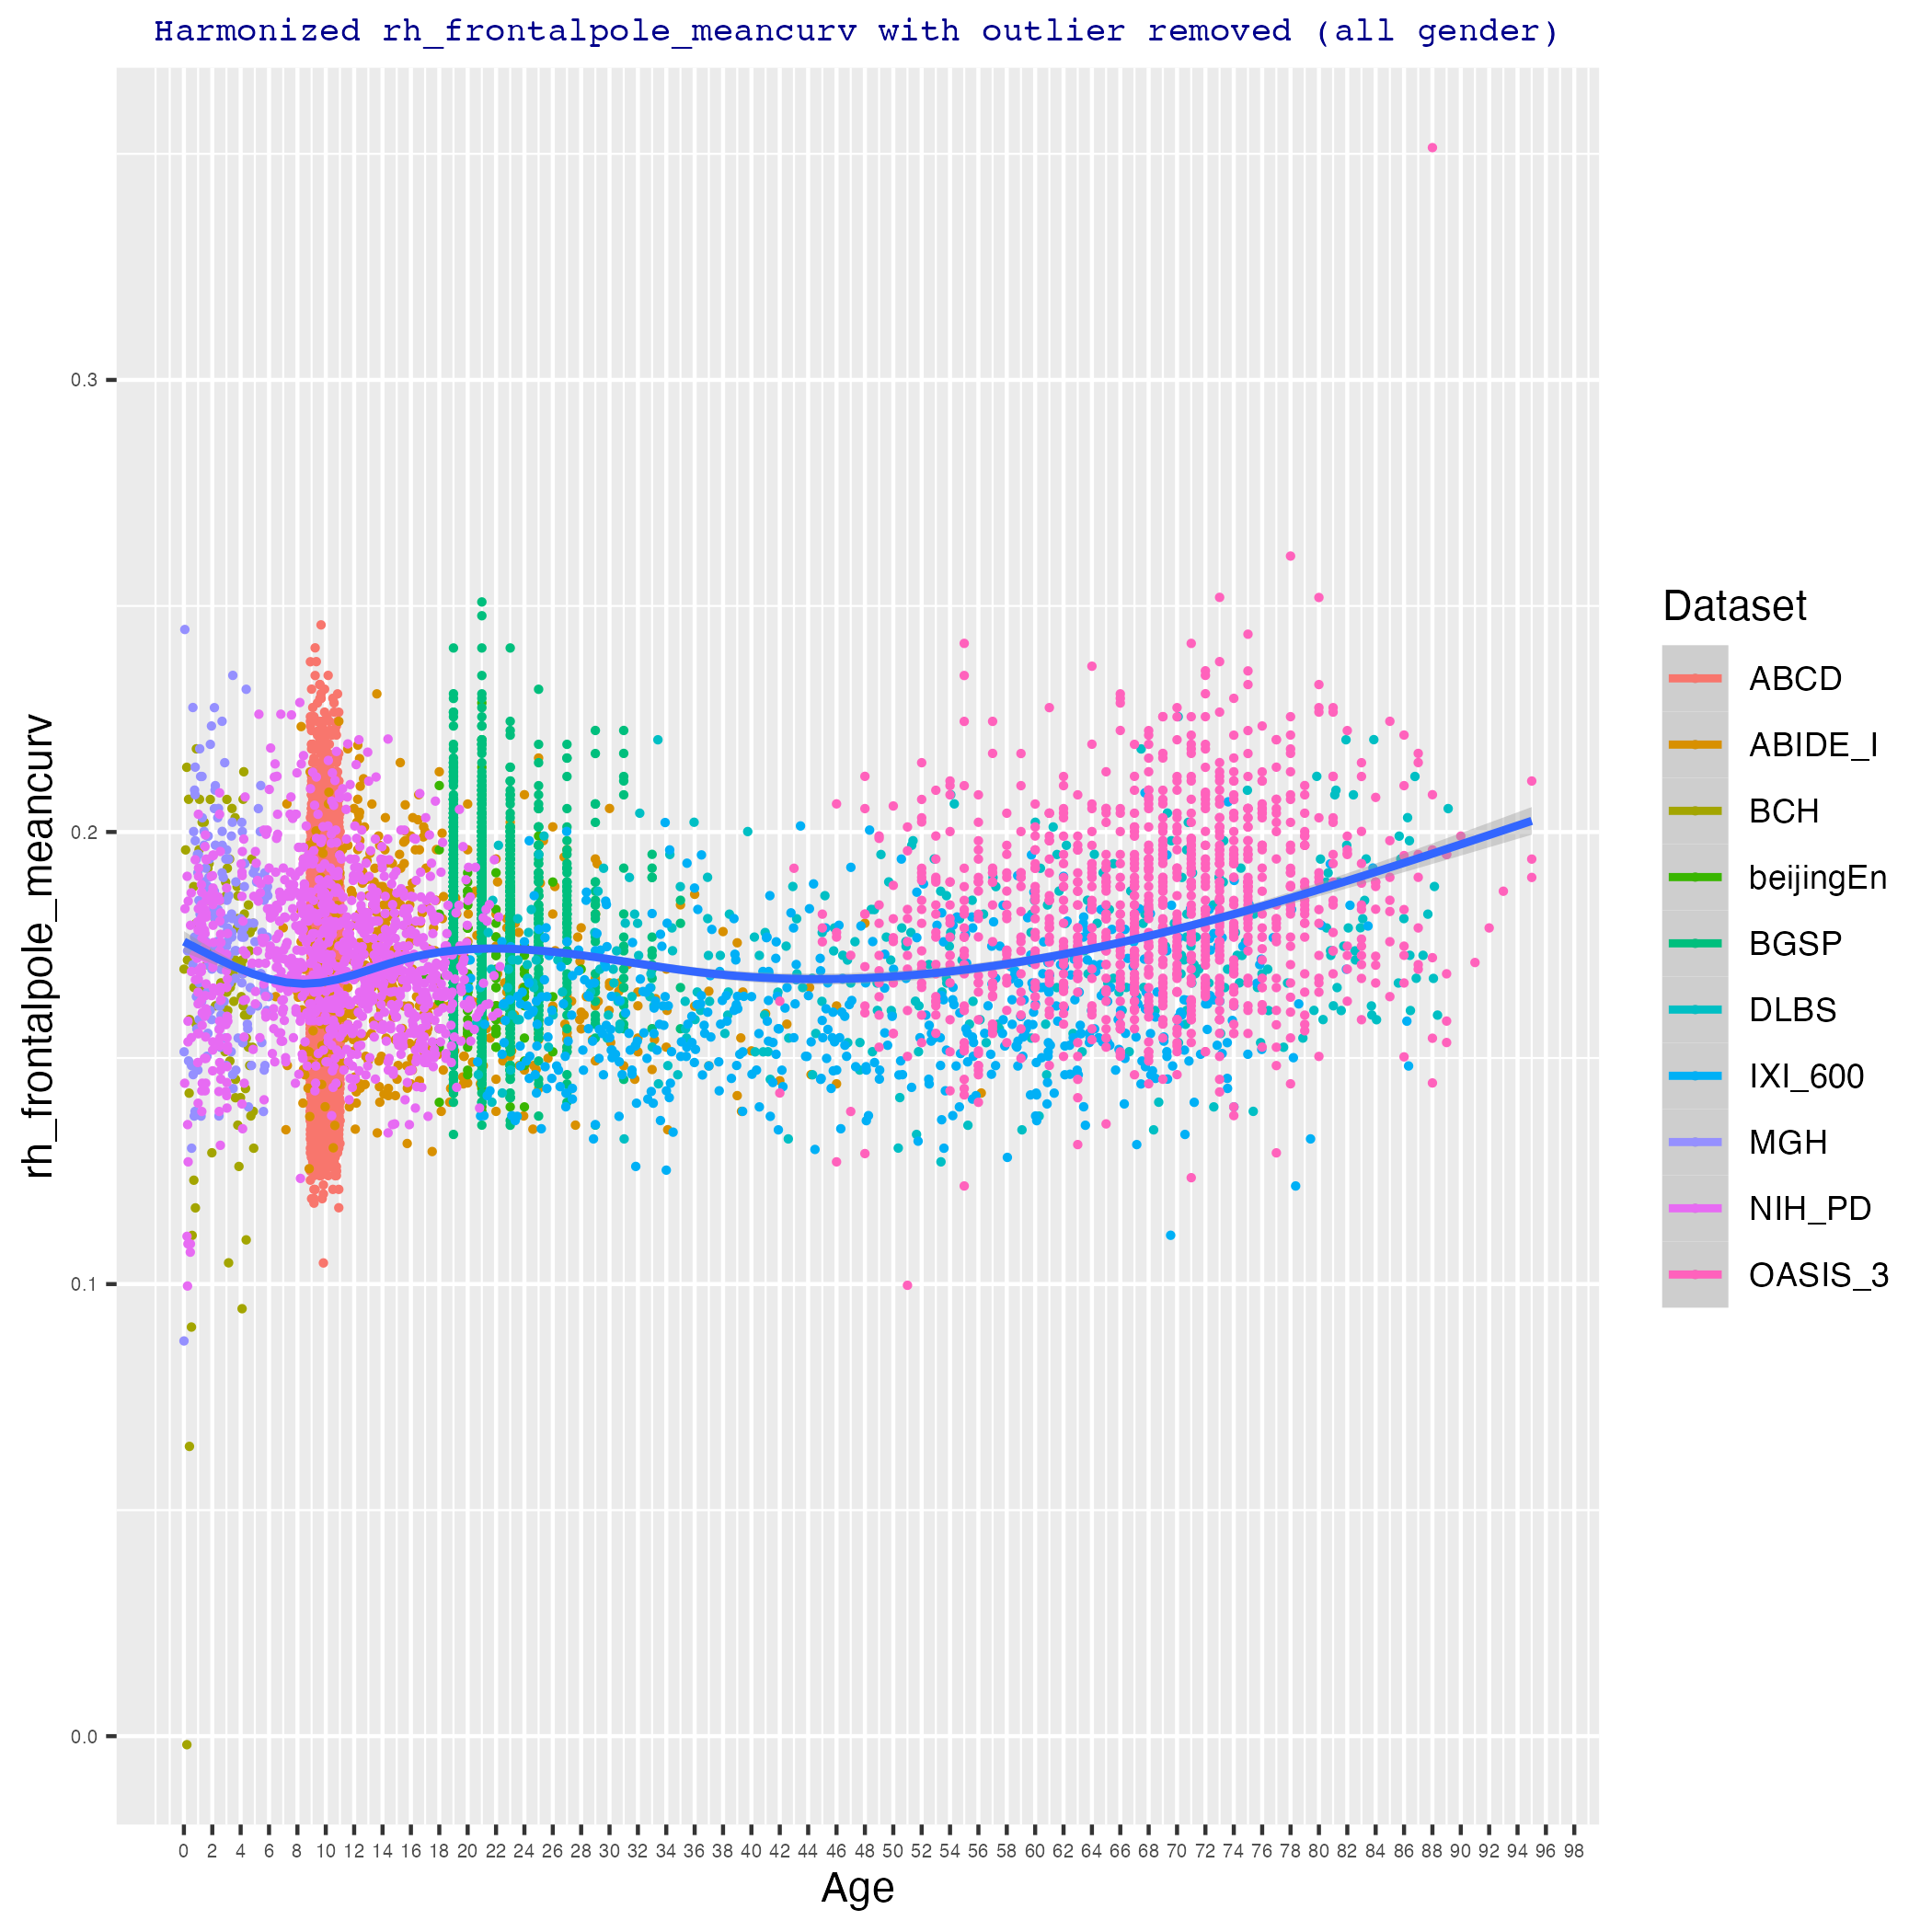 Harmonized rh_frontalpole_meancurv with outlier removed (all gender)
rh_frontalpole_meancurv
0.3
0.2
0.1
0.0
0 2 4 6 8 10 12 14 16 18 20 22 24 26 28 30 32 34 36 38 40 42 44 46 48 50 52 54 56 58 60 62 64 66 68 70 72 74 76 78 80 82 84 86 88 90 92 94 96 98
Age
Dataset
ABCD
ABIDE_I
BCH
beijingEn
BGSP
DLBS
IXI_600
MGH
NIH_PD
OASIS_3